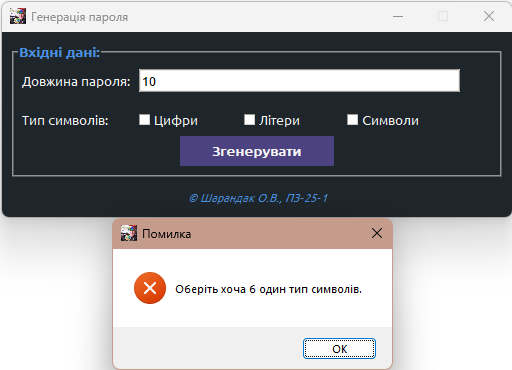 Генерація пароля
Вхідні дані:
Довжина пароля: 10
Тип символів: Цифри Літери Символи
Згенерувати
© Шарандак О.В., ПЗ-25-1
Помилка
Оберіть хоча б один тип символів.
OK